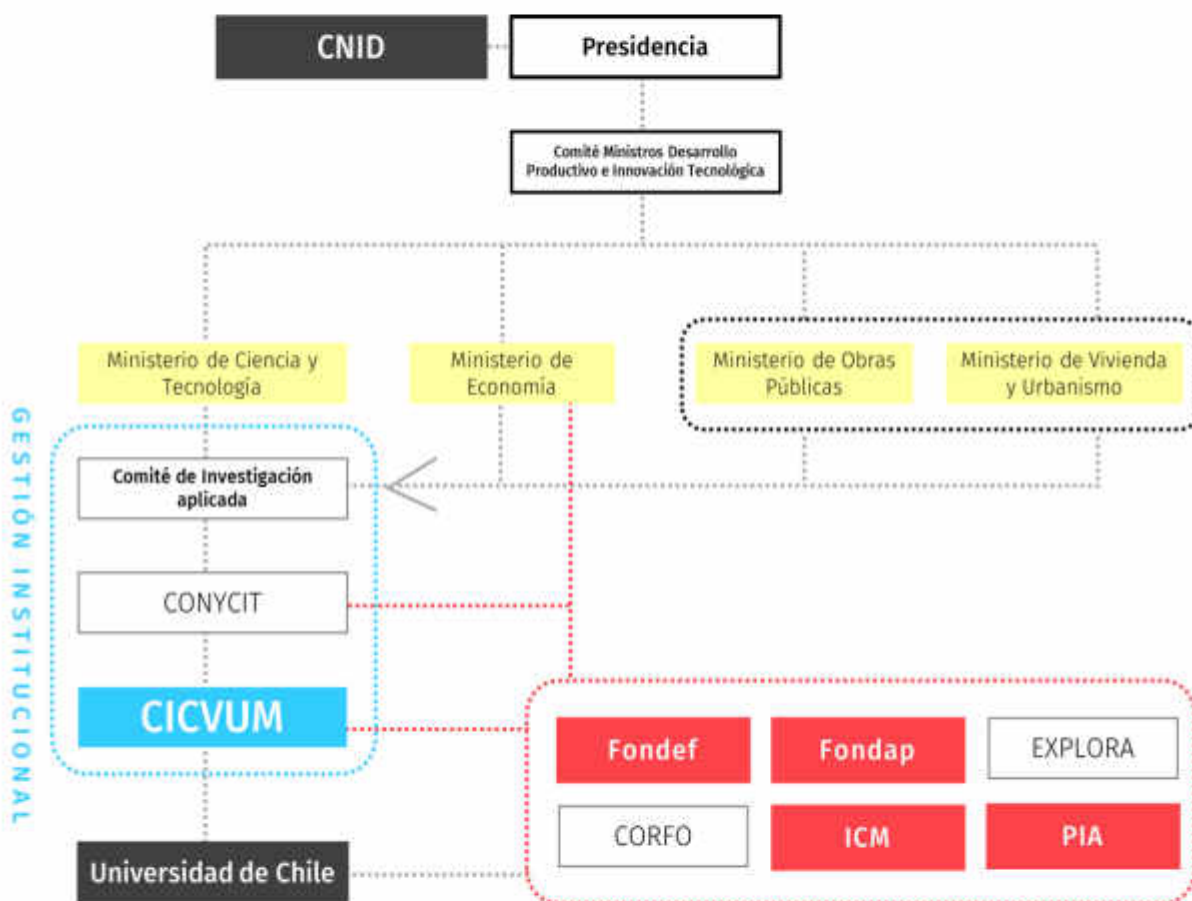 CNID
Presidencia
Comité Ministros Desarrollo
Productivo e Innovación Tecnológica
Ministerio de Ciencia y
Tecnología
Ministerio de
Economía
Ministerio de Obras
Públicas
Ministerio de Vivienda
y Urbanismo
GESTIÓN INSTITUCIONAL
Comité de Investigación
aplicada
CONYCIT
CICVUM
Fondef
Fondap
EXPLORA
CORFO
ICM
PIA
Universidad de Chile